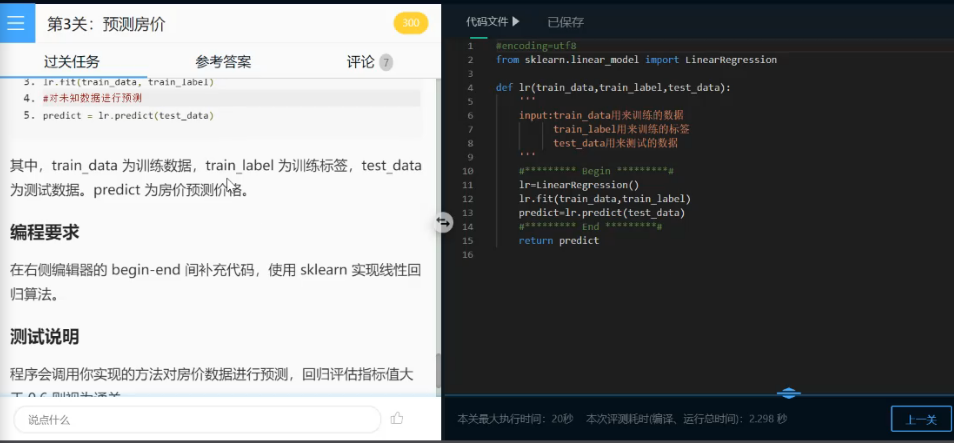 第3关：预测房价
300
过关任务
参考答案
评论 7
3. lr.fit(train_data, train_label)
4. #对未知数据进行预测
5. predict = lr.predict(test_data)
其中，train_data 为训练数据，train_label 为训练标签，test_data
为测试数据。predict 为房价预测价格。
编程要求
在右侧编辑器的 begin-end 间补充代码，使用 sklearn 实现线性回
归算法。
测试说明
程序会调用你实现的方法对房价数据进行预测，回归评估指标值大
于 0.6 则视为通关
说点什么
代码文件
已保存
1 #encoding=utf8
2 from sklearn.linear_model import LinearRegression
3
4 def lr(train_data,train_label,test_data):
5 '''
6 input:train_data用来训练的数据
7 train_label用来训练的标签
8 test_data用来测试的数据
9 '''
10 #********* Begin *********#
11 lr=LinearRegression()
12 lr.fit(train_data,train_label)
13 predict=lr.predict(test_data)
14 #********* End *********#
15 return predict
16
本关最大执行时间：20秒 本次评测耗时(编译、运行总时间)：2.298 秒
上一关